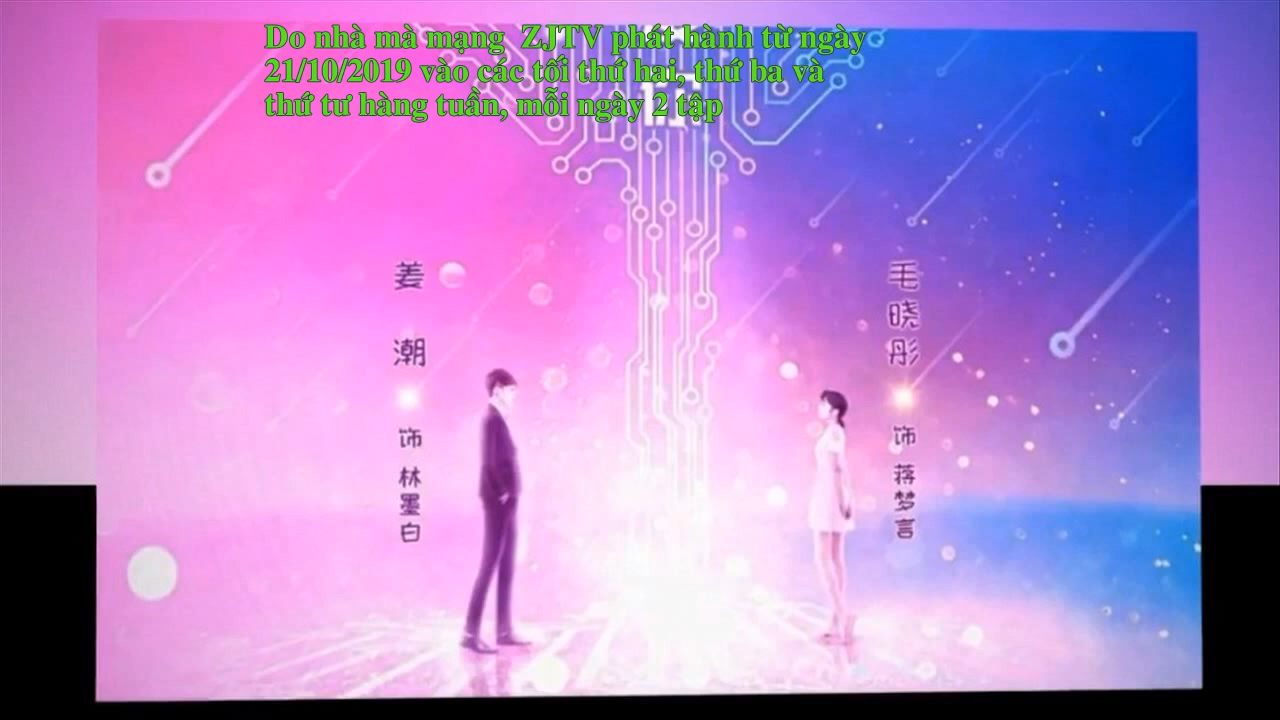 Do nhà mà mạng  ZJTV phát hành từ ngày
21/10/2019 vào các tối thứ hai, thứ ba và
thứ tư hàng tuần, mỗi ngày 2 tập
姜潮
饰 林墨白
毛晓彤
饰 蒋梦言